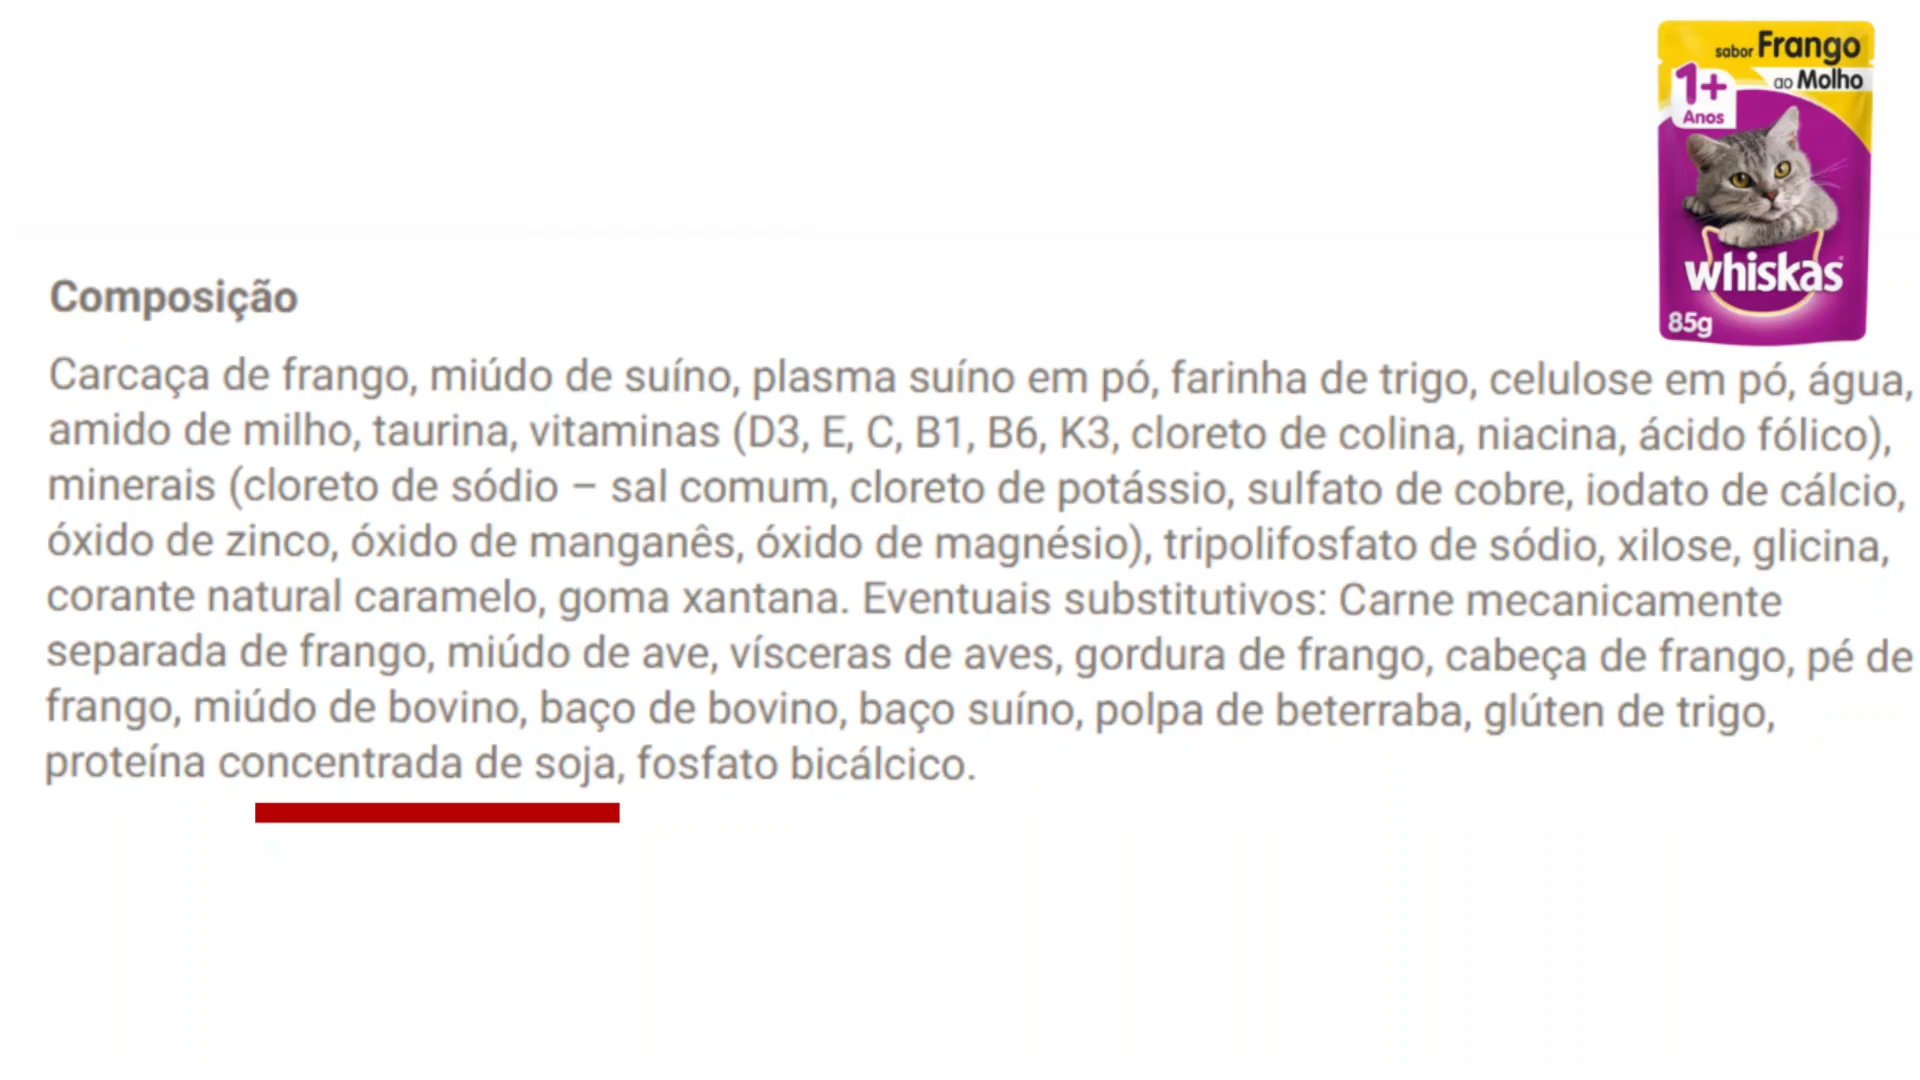 sabor Frango
ao Molho
1+
Anos
whiskas
85g
Composição
Carcaça de frango, miúdo de suíno, plasma suíno em pó, farinha de trigo, celulose em pó, água,
amido de milho, taurina, vitaminas (D3, E, C, B1, B6, K3, cloreto de colina, niacina, ácido fólico),
minerais (cloreto de sódio – sal comum, cloreto de potássio, sulfato de cobre, iodato de cálcio,
óxido de zinco, óxido de manganês, óxido de magnésio), tripolifosfato de sódio, xilose, glicina,
corante natural caramelo, goma xantana. Eventuais substitutivos: Carne mecanicamente
separada de frango, miúdo de ave, vísceras de aves, gordura de frango, cabeça de frango, pé de
frango, miúdo de bovino, baço de bovino, baço suíno, polpa de beterraba, glúten de trigo,
proteína concentrada de soja, fosfato bicálcico.